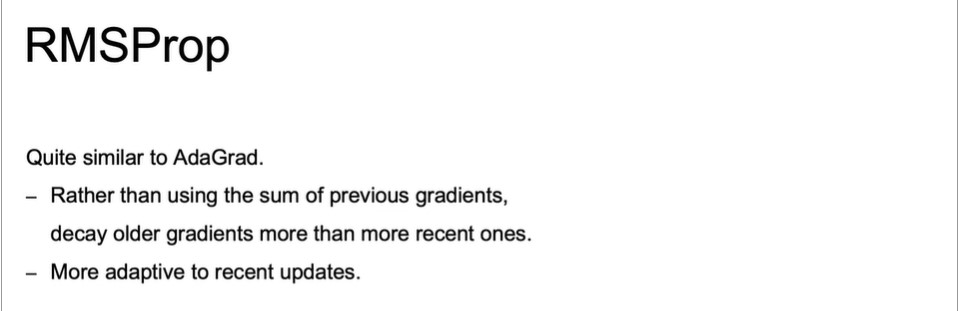 RMSProp
Quite similar to AdaGrad.
– Rather than using the sum of previous gradients,
decay older gradients more than more recent ones.
– More adaptive to recent updates.